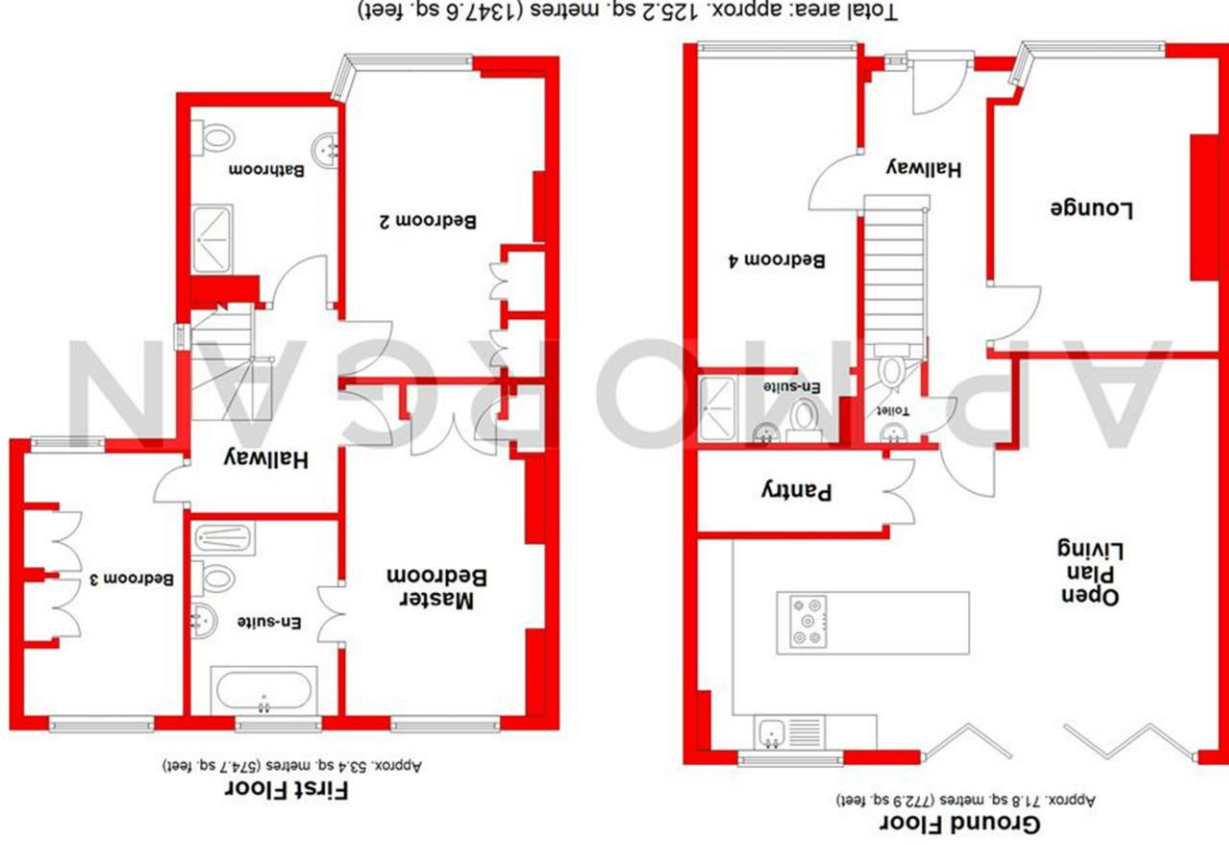 Ground Floor
Approx. 71.8 sq. metres (772.9 sq. feet)
Open
Plan
Living
Pantry
En-suite
Toilet
Bedroom 4
Lounge
Hallway
First Floor
Approx. 53.4 sq. metres (574.7 sq. feet)
Master
Bedroom
En-suite
Bedroom 3
Hallway
Bedroom 2
Bathroom
APMORGAN
Total area: approx. 125.2 sq. metres (1347.6 sq. feet)